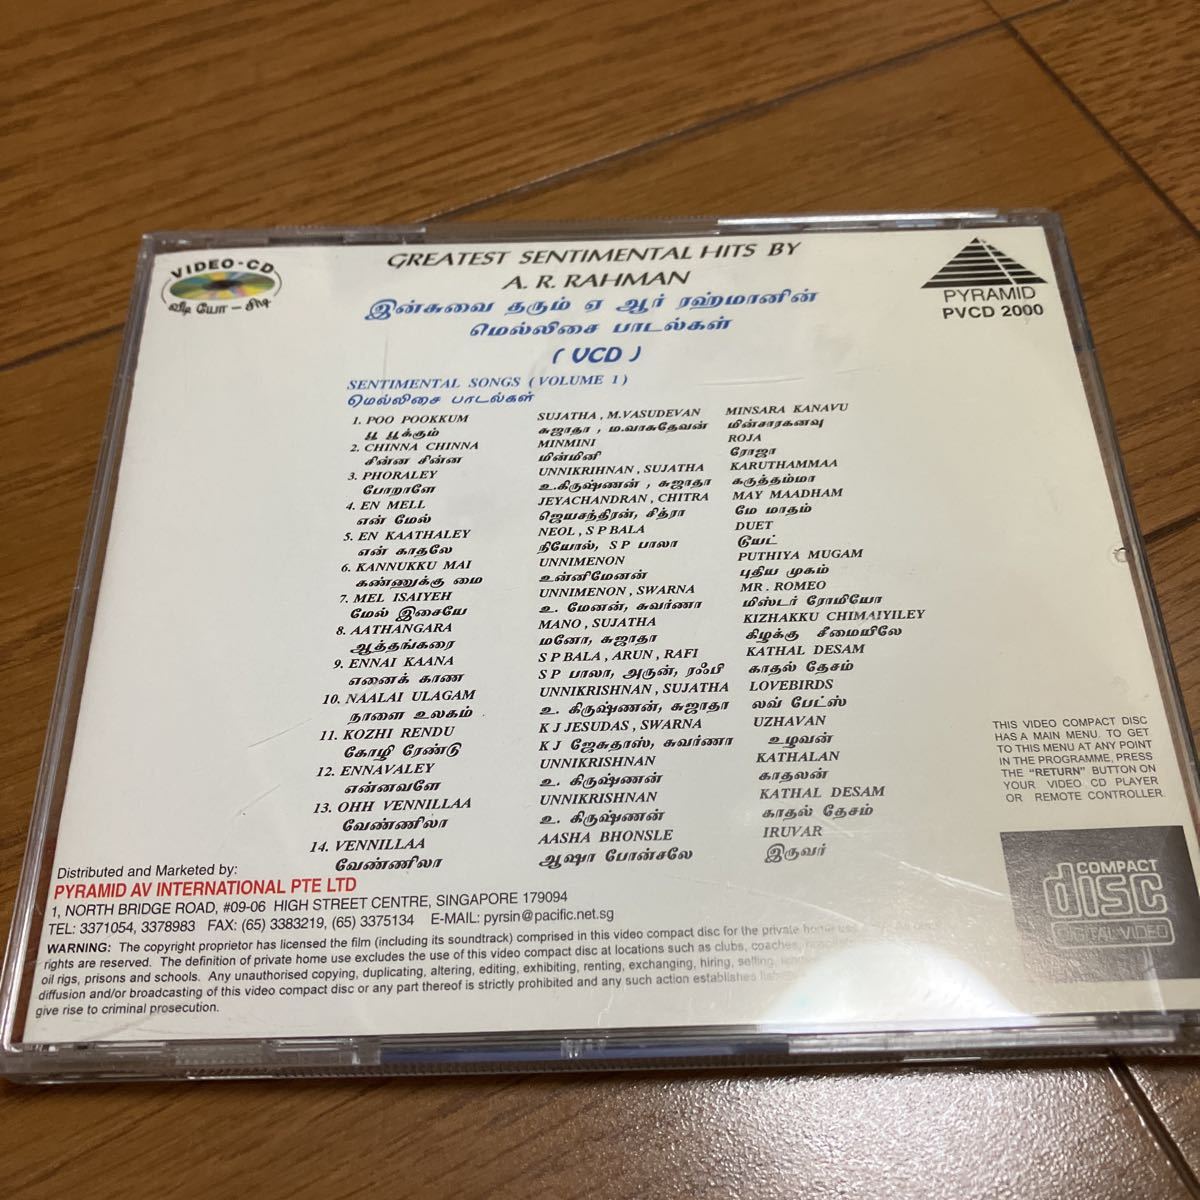 VIDEO-CD
வீடியோ-சிடி
GREATEST SENTIMENTAL HITS BY
A. R. RAHMAN
இன்சுவை தரும் ஏ ஆர் ரஹ்மானின்
மெல்லிசை பாடல்கள்
(VCD)
PYRAMID
PVCD 2000
SENTIMENTAL SONGS (VOLUME 1)
மெல்லிசை பாடல்கள்
1. POO POOKKUM SUJATHA, M.VASUDEVAN MINSARA KANAVU
பூ பூக்கும் சுஜாதா, ம.வாசுதேவன் மின்சாரகனவு
2. CHINNA CHINNA MINMINI ROJA
சின்ன சின்ன மின்மினி ரோஜா
3. PHORALEY UNNIKRIHNAN, SUJATHA KARUTHAMMAA
போறாளே உ.கிருஷ்ணன், சுஜாதா கருத்தம்மா
4. EN MELL JEYACHANDRAN, CHITRA MAY MAADHAM
என் மேல் ஜெயசந்திரன், சித்ரா மே மாதம்
5. EN KAATHALEY NEOL, S P BALA DUET
என் காதலே நியோல், S P பாலா டூயட்
6. KANNUKKU MAI UNNIMENON PUTHIYA MUGAM
கண்ணுக்கு மை உன்னிமேனன் புதிய முகம்
7. MEL ISAIYEH UNNIMENON, SWARNA MR. ROMEO
மேல் இசையே உ. மேனன், சுவர்ணா மிஸ்டர் ரோமியோ
8. AATHANGARA MANO, SUJATHA KIZHAKKU CHIMAIYILEY
ஆத்தங்கரை மனோ, சுஜாதா கிழக்கு சீமையிலே
9. ENNAI KAANA S P BALA, ARUN, RAFI KATHAL DESAM
எனைக் காண S P பாலா, அருண், ரஃபி காதல் தேசம்
10. NAALAI ULAGAM UNNIKRISHNAN, SUJATHA LOVEBIRDS
நாளை உலகம் உ. கிருஷ்ணன், சுஜாதா லவ் பேட்ஸ்
11. KOZHI RENDU K J JESUDAS, SWARNA UZHAVAN
கோழி ரேண்டு K J ஜேசுதாஸ், சுவர்ணா உழவன்
12. ENNAVALEY UNNIKRISHNAN KATHALAN
என்னவளே உ. கிருஷ்ணன் காதலன்
13. OHH VENNILLAA UNNIKRISHNAN KATHAL DESAM
வேண்ணிலா உ. கிருஷ்ணன் காதல் தேசம்
14. VENNILLAA AASHA BHONSLE IRUVAR
வேண்ணிலா ஆஷா போன்சலே இருவர்
THIS VIDEO COMPACT DISC
HAS A MAIN MENU. TO GET
TO THIS MENU AT ANY POINT
IN THE PROGRAMME, PRESS
THE "RETURN" BUTTON ON
YOUR VIDEO CD PLAYER
OR REMOTE CONTROLLER.
COMPACT
disc
DIGITAL VIDEO
Distributed and Marketed by:
PYRAMID AV INTERNATIONAL PTE LTD
1, NORTH BRIDGE ROAD, #09-06 HIGH STREET CENTRE, SINGAPORE 179094
TEL: 3371054, 3378983 FAX: (65) 3383219, (65) 3375134 E-MAIL: pyrsin@pacific.net.sg
WARNING: The copyright proprietor has licensed the film (including its soundtrack) comprised in this video compact disc for the private home use
rights are reserved. The definition of private home use excludes the use of this video compact disc at locations such as clubs, coaches,
oil rigs, prisons and schools. Any unauthorised copying, duplicating, altering, editing, exhibiting, renting, exchanging, hiring, selling,
diffusion and/or broadcasting of this video compact disc or any part thereof is strictly prohibited and any such action establishes
give rise to criminal prosecution.